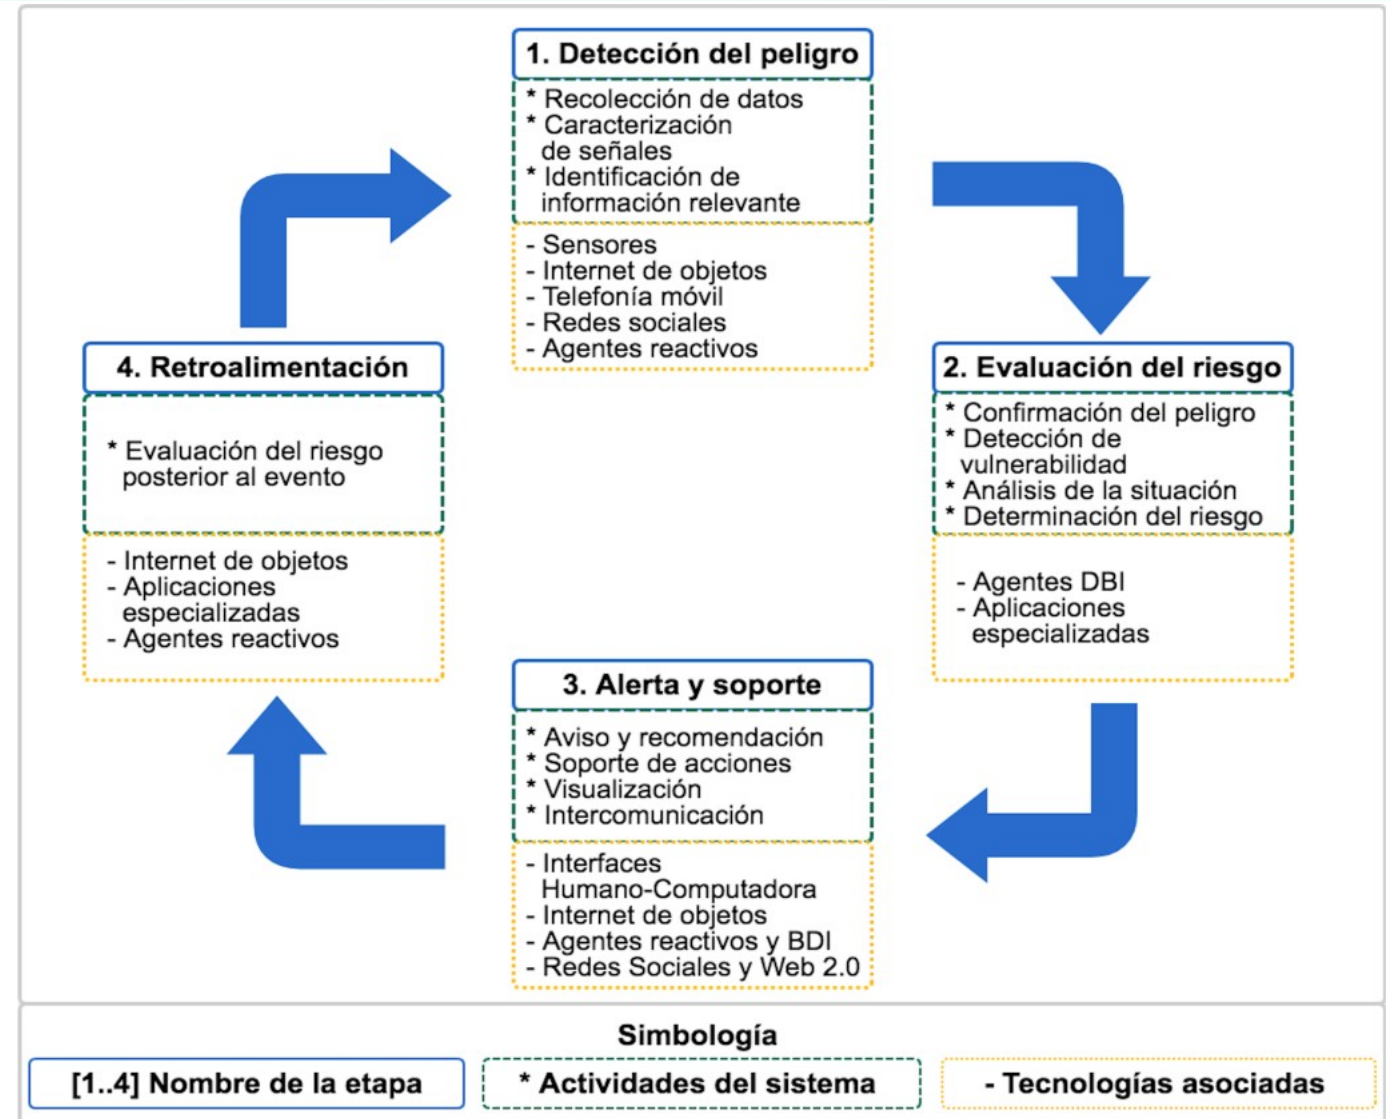 1. Detección del peligro
* Recolección de datos
* Caracterización
de señales
* Identificación de
información relevante
- Sensores
- Internet de objetos
- Telefonía móvil
- Redes sociales
- Agentes reactivos
2. Evaluación del riesgo
* Confirmación del peligro
* Detección de
vulnerabilidad
* Análisis de la situación
* Determinación del riesgo
- Agentes DBI
- Aplicaciones
especializadas
3. Alerta y soporte
* Aviso y recomendación
* Soporte de acciones
* Visualización
* Intercomunicación
- Interfaces
Humano-Computadora
- Internet de objetos
- Agentes reactivos y BDI
- Redes Sociales y Web 2.0
4. Retroalimentación
* Evaluación del riesgo
posterior al evento
- Internet de objetos
- Aplicaciones
especializadas
- Agentes reactivos
Simbología
[1..4] Nombre de la etapa
* Actividades del sistema
- Tecnologías asociadas